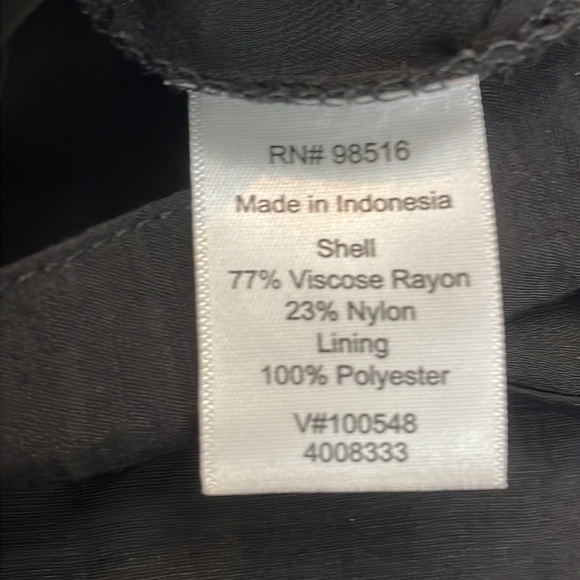 RN# 98516
Made in Indonesia
Shell
77% Viscose Rayon
23% Nylon
Lining
100% Polyester
V#100548
4008333